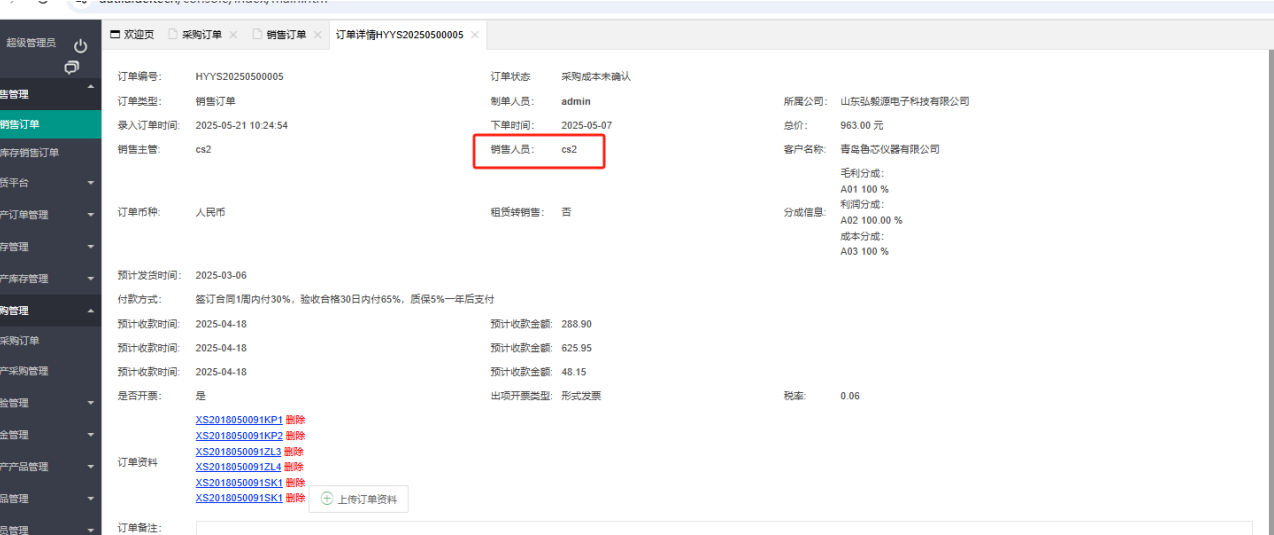 超级管理员
欢迎页 采购订单 销售订单 订单详情HYYS20250500005
售管理
销售订单
库存销售订单
赁平台
产订单管理
存管理
产库存管理
购管理
采购订单
产采购管理
验管理
金管理
产产品管理
品管理
员管理
订单编号: HYYS20250500005 订单状态 采购成本未确认
订单类型: 销售订单 制单人员: admin 所属公司: 山东弘毅源电子科技有限公司
录入订单时间: 2025-05-21 10:24:54 下单时间: 2025-05-07 总价: 963.00 元
销售主管: cs2 销售人员: cs2 客户名称: 青岛鲁芯仪器有限公司
订单币种: 人民币 租赁转销售: 否 分成信息:
毛利分成:
A01 100 %
利润分成:
A02 100.00 %
成本分成:
A03 100 %
预计发货时间: 2025-03-06
付款方式: 签订合同1周内付30%，验收合格30日内付65%，质保5%一年后支付
预计收款时间: 2025-04-18 预计收款金额: 288.90
预计收款时间: 2025-04-18 预计收款金额: 625.95
预计收款时间: 2025-04-18 预计收款金额: 48.15
是否开票: 是 出项开票类型: 形式发票 税率: 0.06
订单资料
XS2018050091KP1 删除
XS2018050091KP2 删除
XS2018050091ZL3 删除
XS2018050091ZL4 删除
XS2018050091SK1 删除
XS2018050091SK1 删除 上传订单资料
订单备注: